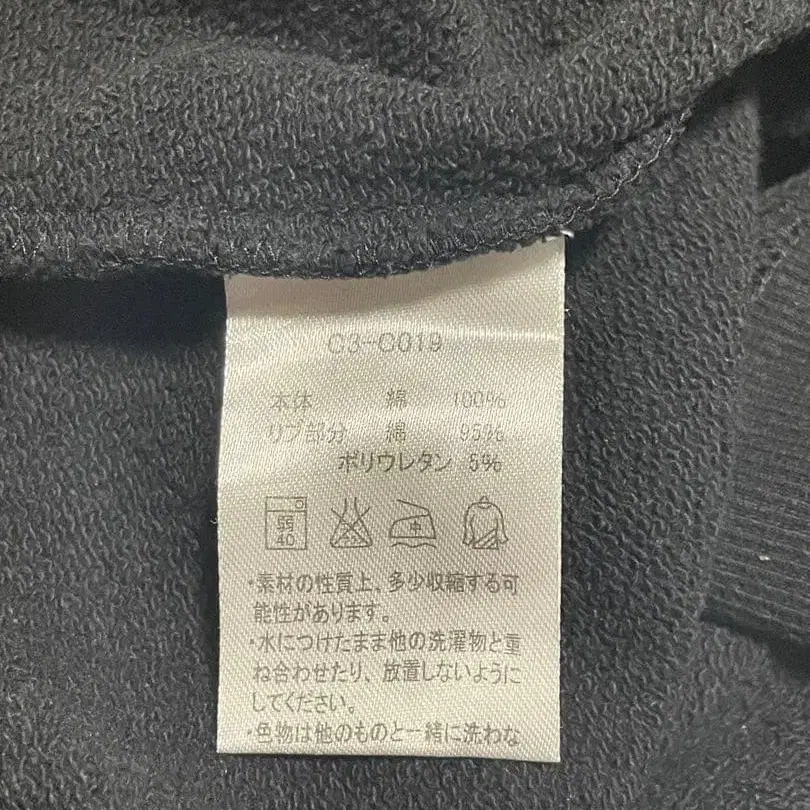 C3-C019
本体 綿 100%
リブ部分 綿 95%
ポリウレタン 5%
弱 40 中
・素材の性質上、多少収縮する可
能性があります。
・水につけたまま他の洗濯物と重
ね合わせたり、放置しないように
してください。
・色物は他のものと一緒に洗わな